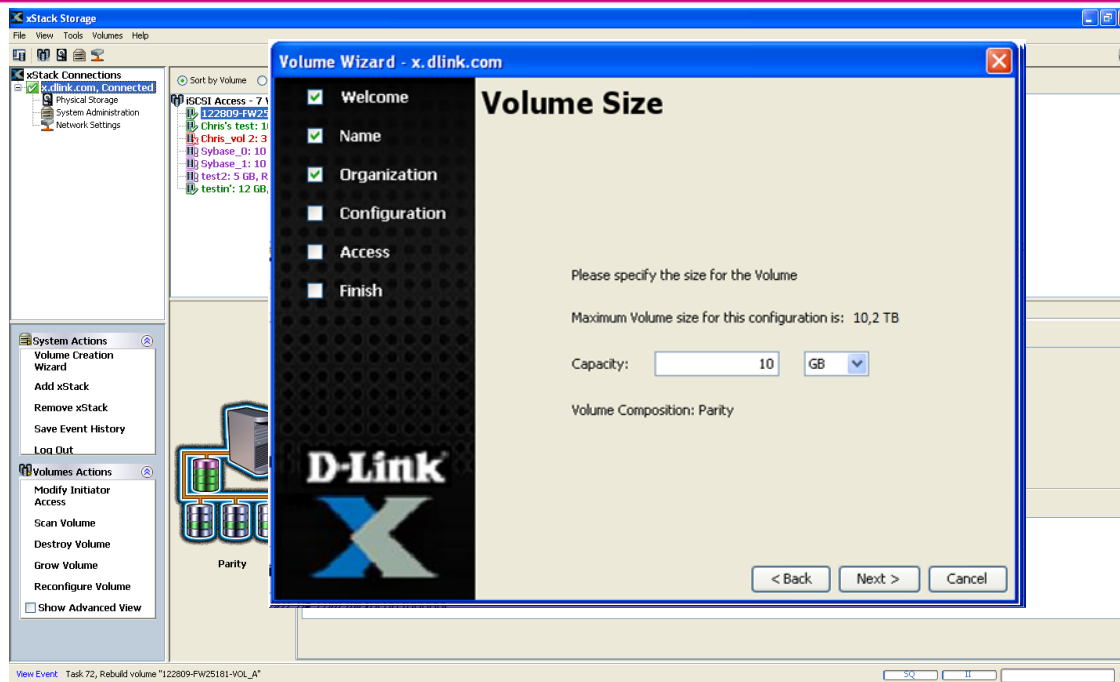 xStack Storage
File View Tools Volumes Help
xStack Connections
x.dlink.com, Connected
Physical Storage
System Administration
Network Settings
Sort by Volume
iSCSI Access - 7
122809-FW25
Chris's test: 1
Chris_vol 2: 3
Sybase_0: 10
Sybase_1: 10
test2: 5 GB, R
testin': 12 GB,
System Actions
Volume Creation
Wizard
Add xStack
Remove xStack
Save Event History
Log Out
Volumes Actions
Modify Initiator
Access
Scan Volume
Destroy Volume
Grow Volume
Reconfigure Volume
Show Advanced View
Parity
Volume Wizard - x.dlink.com
Welcome
Name
Organization
Configuration
Access
Finish
D-Link
Volume Size
Please specify the size for the Volume
Maximum Volume size for this configuration is: 10,2 TB
Capacity: 10 GB
Volume Composition: Parity
< Back Next > Cancel
View Event Task 72, Rebuild volume "122809-FW25181-VOL_A"
SQ II